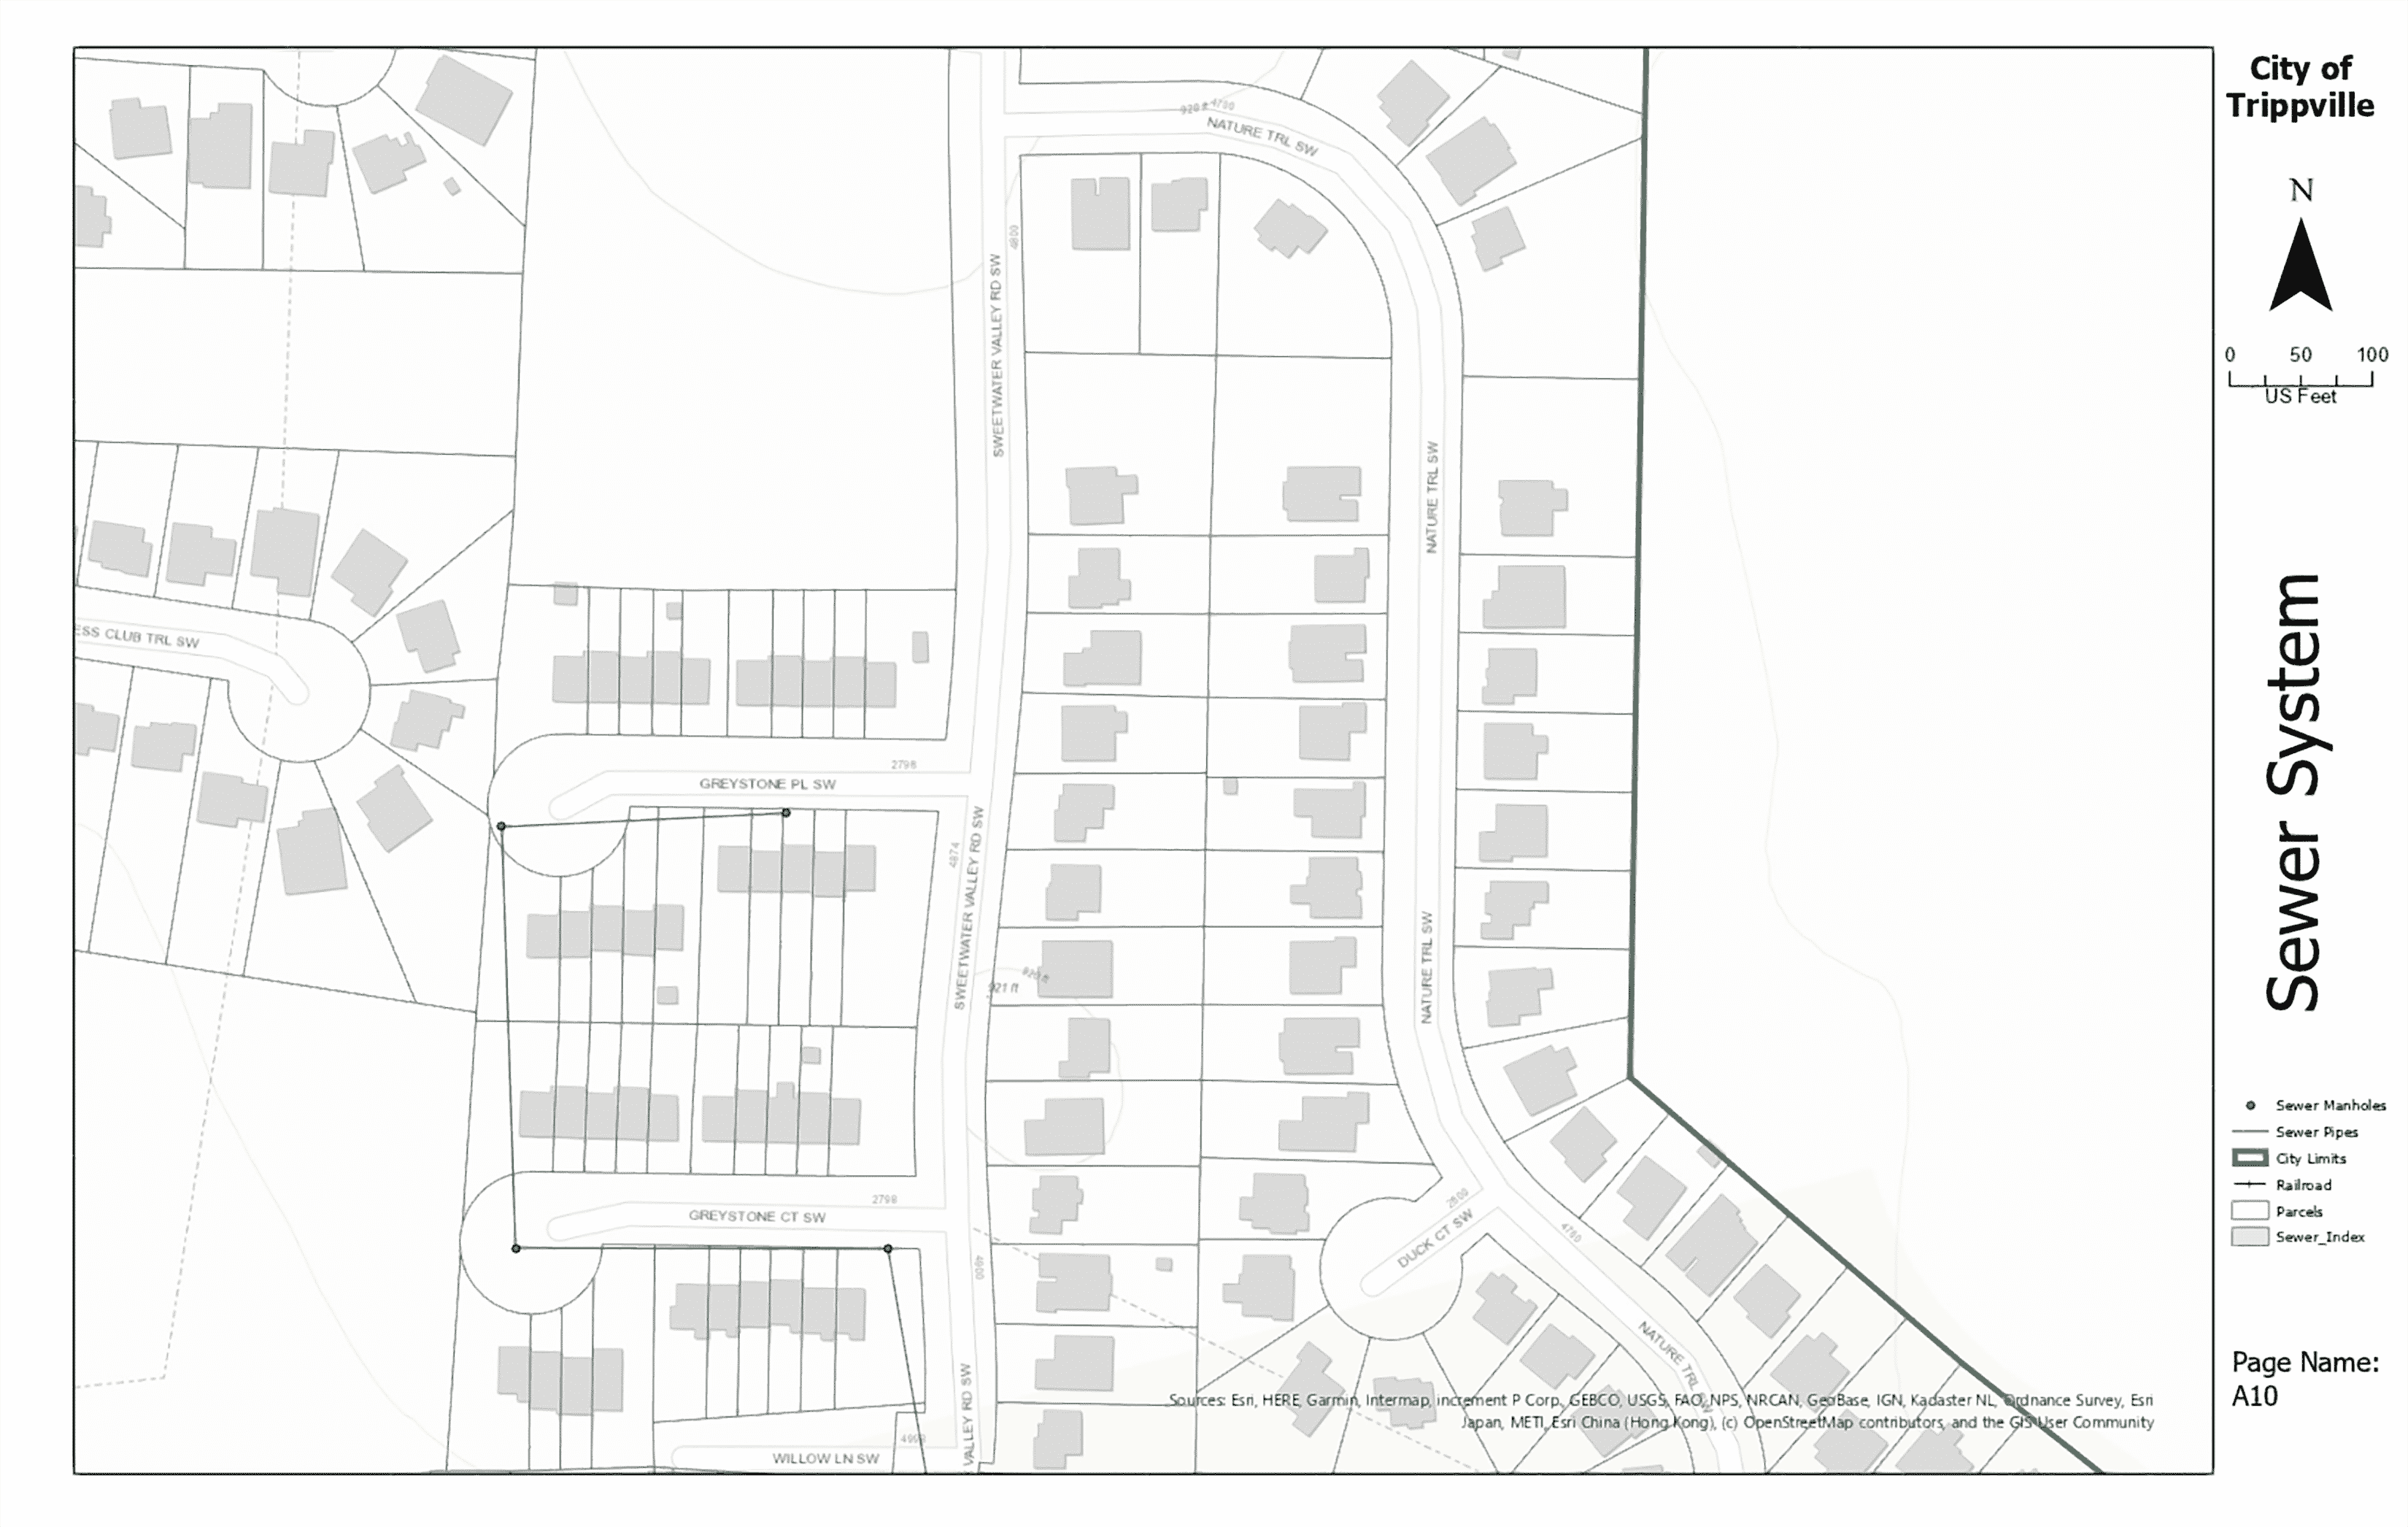 City of
Trippville
N
0 50 100
US Feet
Sewer System
Sewer Manholes
Sewer Pipes
City Limits
Railroad
Parcels
Sewer_Index
Page Name:
A10
920 ft 4700
NATURE TRL SW
4800
SWEETWATER VALLEY RD SW
NATURE TRL SW
ESS CLUB TRL SW
2798
GREYSTONE PL SW
4874
SWEETWATER VALLEY RD SW
NATURE TRL SW
920 ft
921 ft
2798
GREYSTONE CT SW
2800
DUCK CT SW
4900
NATURE TRL
VALLEY RD SW
WILLOW LN SW
Sources: Esri, HERE, Garmin, Intermap, increment P Corp., GEBCO, USGS, FAO, NPS, NRCAN, GeoBase, IGN, Kadaster NL, Ordnance Survey, Esri
Japan, METI, Esri China (Hong Kong), (c) OpenStreetMap contributors, and the GIS User Community